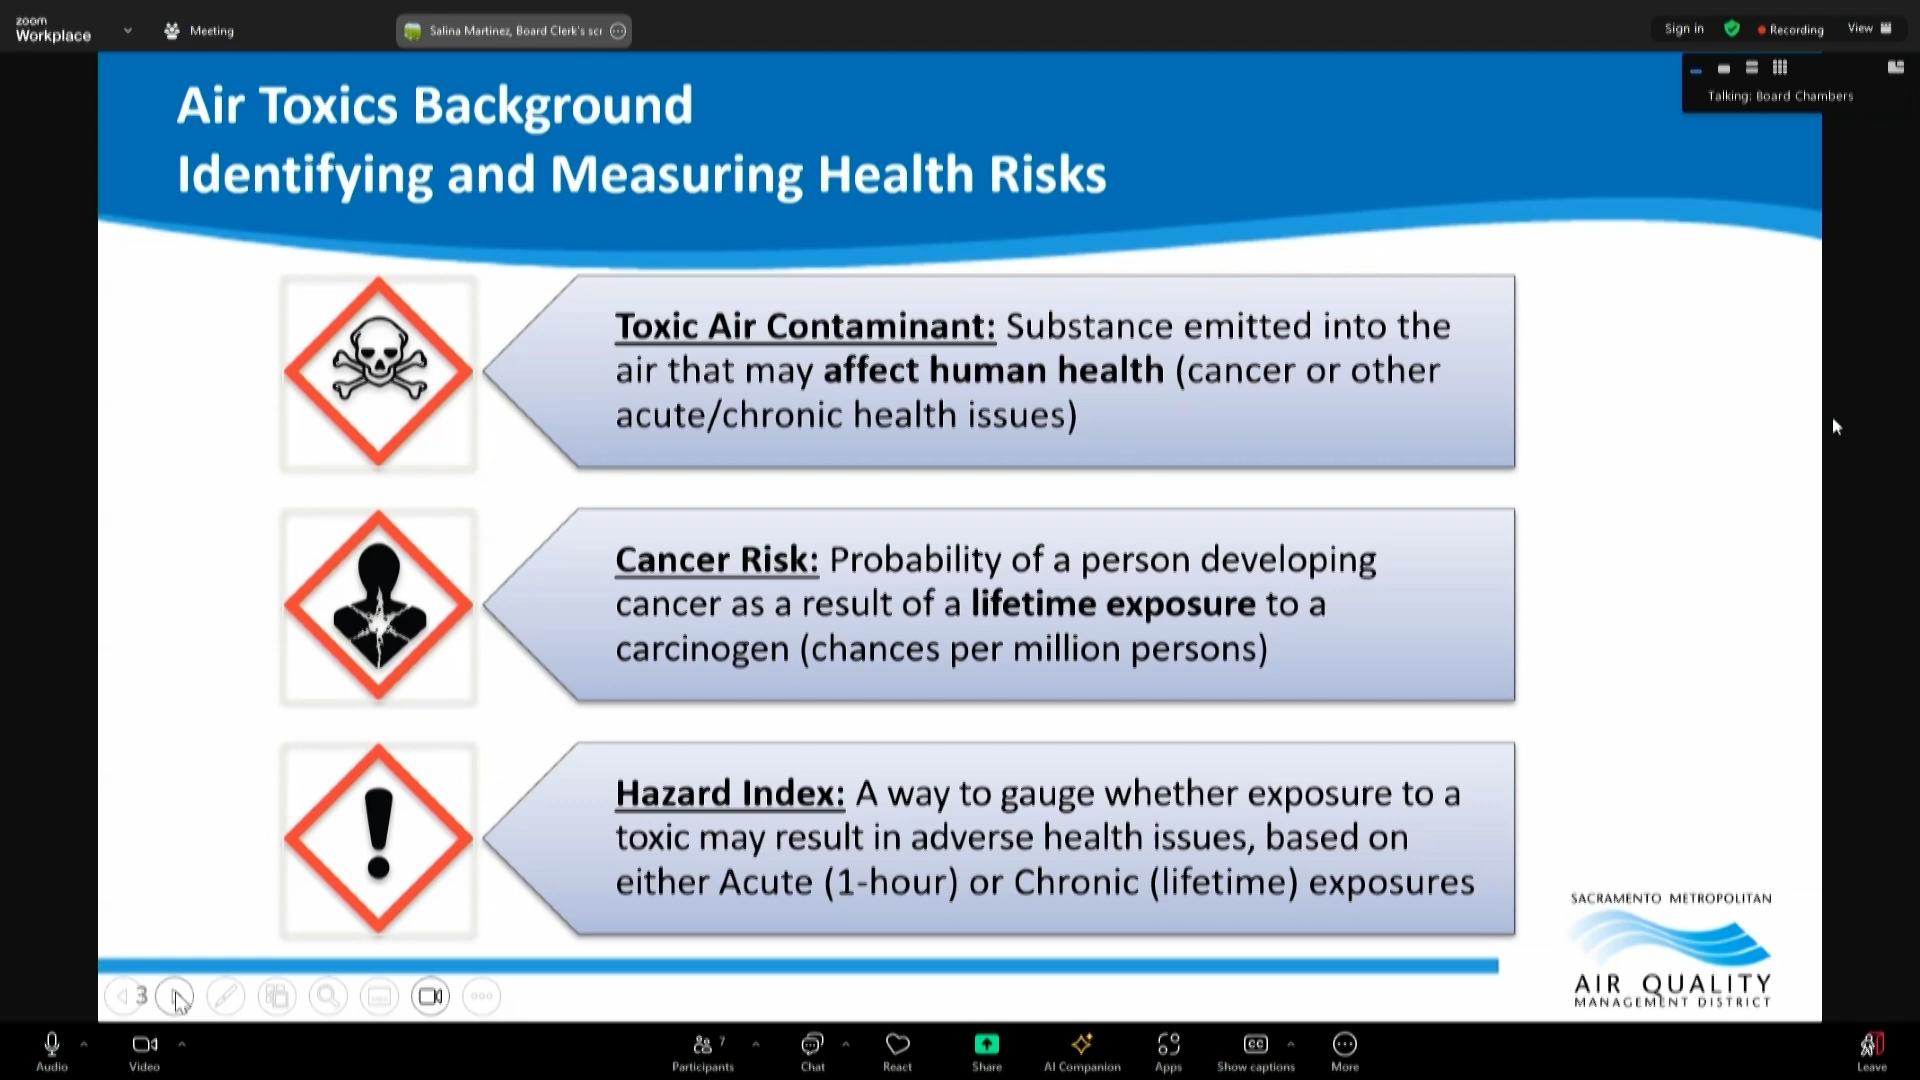 zoom
Workplace
Meeting
Salina Martinez, Board Clerk's scr
Sign in
Recording
View
Talking: Board Chambers
Air Toxics Background
Identifying and Measuring Health Risks
Toxic Air Contaminant: Substance emitted into the
air that may affect human health (cancer or other
acute/chronic health issues)
Cancer Risk: Probability of a person developing
cancer as a result of a lifetime exposure to a
carcinogen (chances per million persons)
Hazard Index: A way to gauge whether exposure to a
toxic may result in adverse health issues, based on
either Acute (1-hour) or Chronic (lifetime) exposures
SACRAMENTO METROPOLITAN
AIR QUALITY
MANAGEMENT DISTRICT
3
Audio
Video
Participants 7
Chat
React
Share
AI Companion
Apps
CC
Show captions
More
Leave